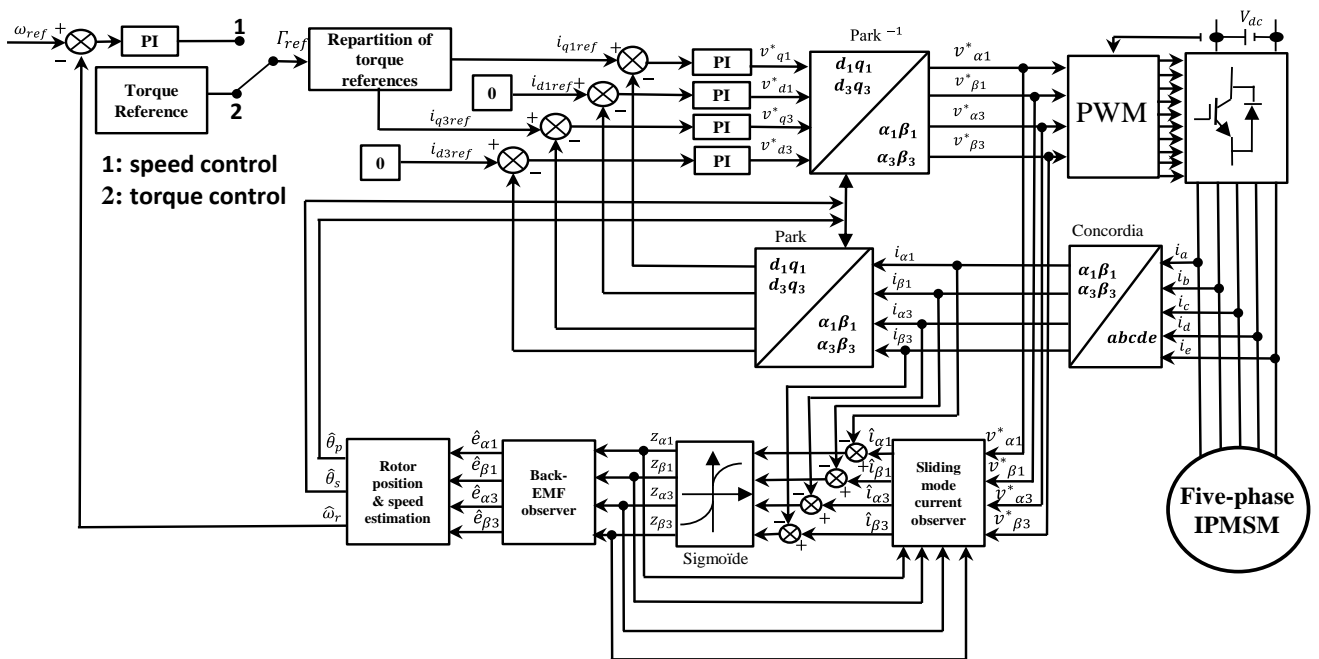 ω_ref
+
−
PI
1
Torque
Reference
2
Γ_ref
Repartition of
torque
references
1: speed control
2: torque control
i_q1ref
+
−
0
i_d1ref
+
−
i_q3ref
+
−
0
i_d3ref
+
−
PI
PI
PI
PI
v*_q1
v*_d1
v*_q3
v*_d3
Park ⁻¹
d₁q₁
d₃q₃
α₁β₁
α₃β₃
v*_α1
v*_β1
v*_α3
v*_β3
PWM
V_dc
Park
d₁q₁
d₃q₃
α₁β₁
α₃β₃
i_α1
i_β1
i_α3
i_β3
Concordia
α₁β₁
α₃β₃
abcde
i_a
i_b
i_c
i_d
i_e
Five-phase
IPMSM
θ̂_p
θ̂_s
ω̂_r
Rotor
position
& speed
estimation
ê_α1
ê_β1
ê_α3
ê_β3
Back-
EMF
observer
z_α1
z_β1
z_α3
z_β3
Sigmoïde
−
+
−
+
−
+
−
+
î_α1
î_β1
î_α3
î_β3
Sliding
mode
current
observer
v*_α1
v*_β1
v*_α3
v*_β3